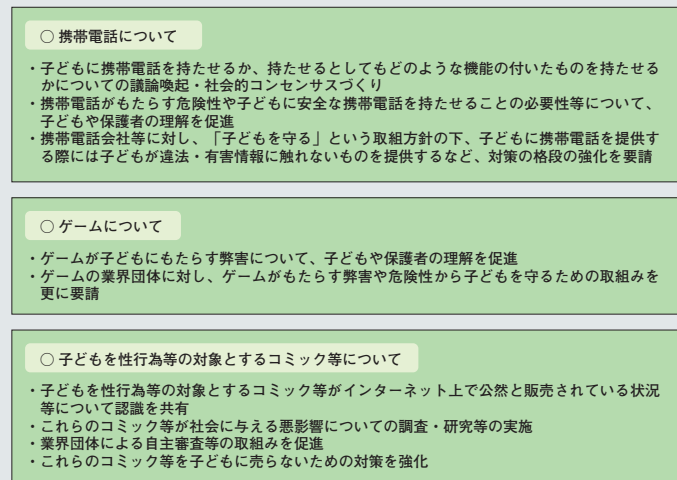 ○ 携帯電話について
・子どもに携帯電話を持たせるか、持たせるとしてもどのような機能の付いたものを持たせる
かについての議論喚起・社会的コンセンサスづくり
・携帯電話がもたらす危険性や子どもに安全な携帯電話を持たせることの必要性等について、
子どもや保護者の理解を促進
・携帯電話会社等に対し、「子どもを守る」という取組方針の下、子どもに携帯電話を提供す
る際には子どもが違法・有害情報に触れないものを提供するなど、対策の格段の強化を要請
○ ゲームについて
・ゲームが子どもにもたらす弊害について、子どもや保護者の理解を促進
・ゲームの業界団体に対し、ゲームがもたらす弊害や危険性から子どもを守るための取組みを
更に要請
○ 子どもを性行為等の対象とするコミック等について
・子どもを性行為等の対象とするコミック等がインターネット上で公然と販売されている状況
等について認識を共有
・これらのコミック等が社会に与える悪影響についての調査・研究等の実施
・業界団体による自主審査等の取組みを促進
・これらのコミック等を子どもに売らないための対策を強化